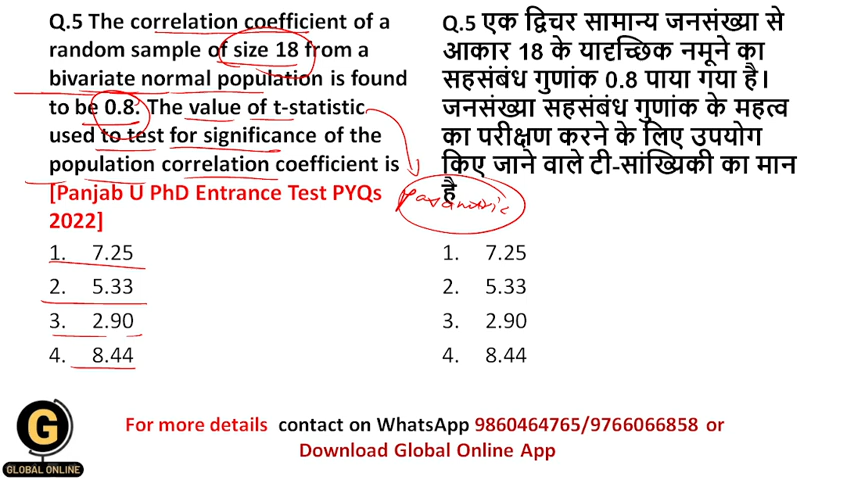 Q.5 The correlation coefficient of a
random sample of size 18 from a
bivariate normal population is found
to be 0.8. The value of t-statistic
used to test for significance of the
population correlation coefficient is
[Panjab U PhD Entrance Test PYQs
2022]
1. 7.25
2. 5.33
3. 2.90
4. 8.44
Q.5 एक द्विचर सामान्य जनसंख्या से
आकार 18 के यादृच्छिक नमूने का
सहसंबंध गुणांक 0.8 पाया गया है।
जनसंख्या सहसंबंध गुणांक के महत्व
का परीक्षण करने के लिए उपयोग
किए जाने वाले टी-सांख्यिकी का मान
है
1. 7.25
2. 5.33
3. 2.90
4. 8.44
G
GLOBAL ONLINE
For more details contact on WhatsApp 9860464765/9766066858 or
Download Global Online App